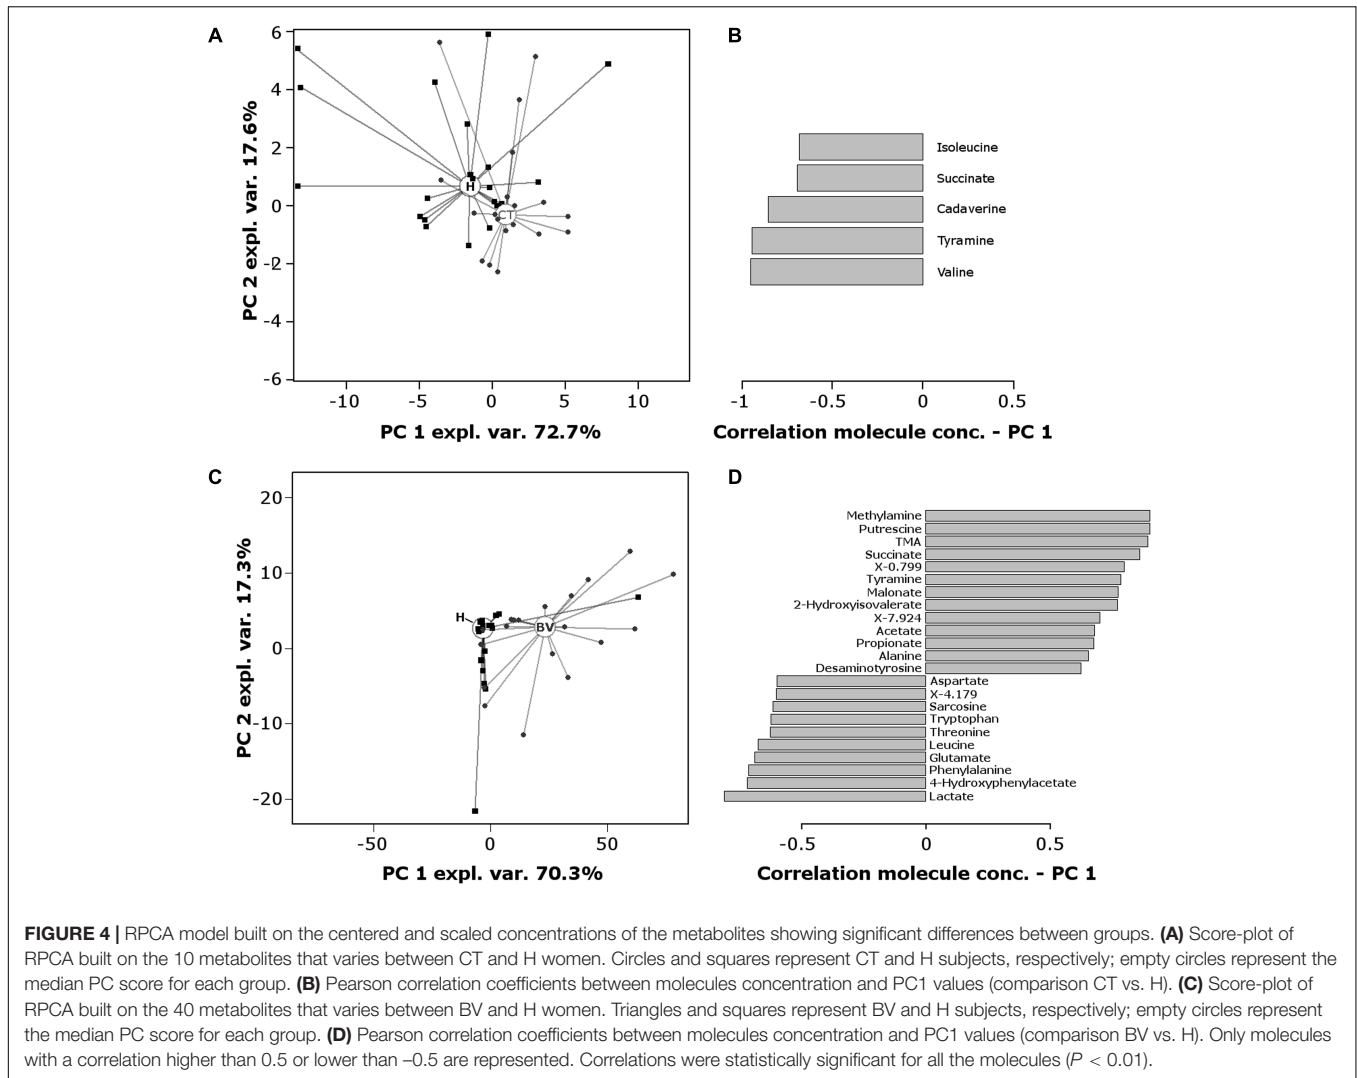 A
6
4
2
0
-2
-4
-6
PC 2 expl. var. 17.6%
H
CT
-10
-5
0
5
10
PC 1 expl. var. 72.7%
B
Isoleucine
Succinate
Cadaverine
Tyramine
Valine
-1
-0.5
0
0.5
Correlation molecule conc. - PC 1
C
20
10
0
-10
-20
PC 2 expl. var. 17.3%
H
BV
-50
0
50
PC 1 expl. var. 70.3%
D
Methylamine
Putrescine
TMA
Succinate
X-0.799
Tyramine
Malonate
2-Hydroxyisovalerate
X-7.924
Acetate
Propionate
Alanine
Desaminotyrosine
Aspartate
X-4.179
Sarcosine
Tryptophan
Threonine
Leucine
Glutamate
Phenylalanine
4-Hydroxyphenylacetate
Lactate
-0.5
0
0.5
Correlation molecule conc. - PC 1
FIGURE 4 | RPCA model built on the centered and scaled concentrations of the metabolites showing significant differences between groups. (A) Score-plot of
RPCA built on the 10 metabolites that varies between CT and H women. Circles and squares represent CT and H subjects, respectively; empty circles represent the
median PC score for each group. (B) Pearson correlation coefficients between molecules concentration and PC1 values (comparison CT vs. H). (C) Score-plot of
RPCA built on the 40 metabolites that varies between BV and H women. Triangles and squares represent BV and H subjects, respectively; empty circles represent
the median PC score for each group. (D) Pearson correlation coefficients between molecules concentration and PC1 values (comparison BV vs. H). Only molecules
with a correlation higher than 0.5 or lower than –0.5 are represented. Correlations were statistically significant for all the molecules (P < 0.01).